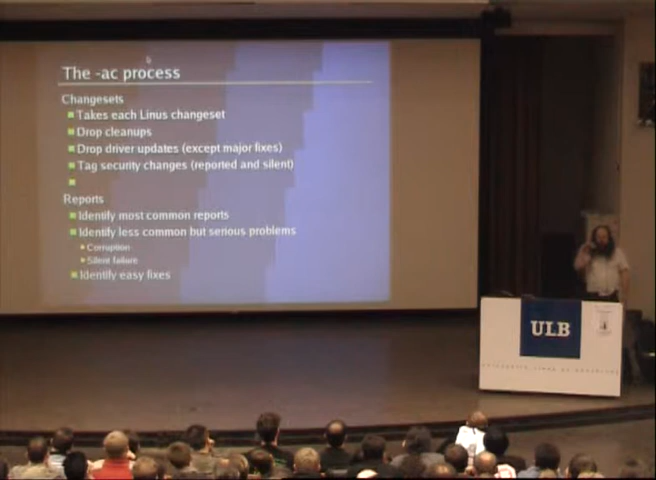 The -ac process
Changesets
Takes each Linus changeset
Drop cleanups
Drop driver updates (except major fixes)
Tag security changes (reported and silent)
Reports
Identify most common reports
Identify less common but serious problems
Corruption
Silent failure
Identify easy fixes
ULB